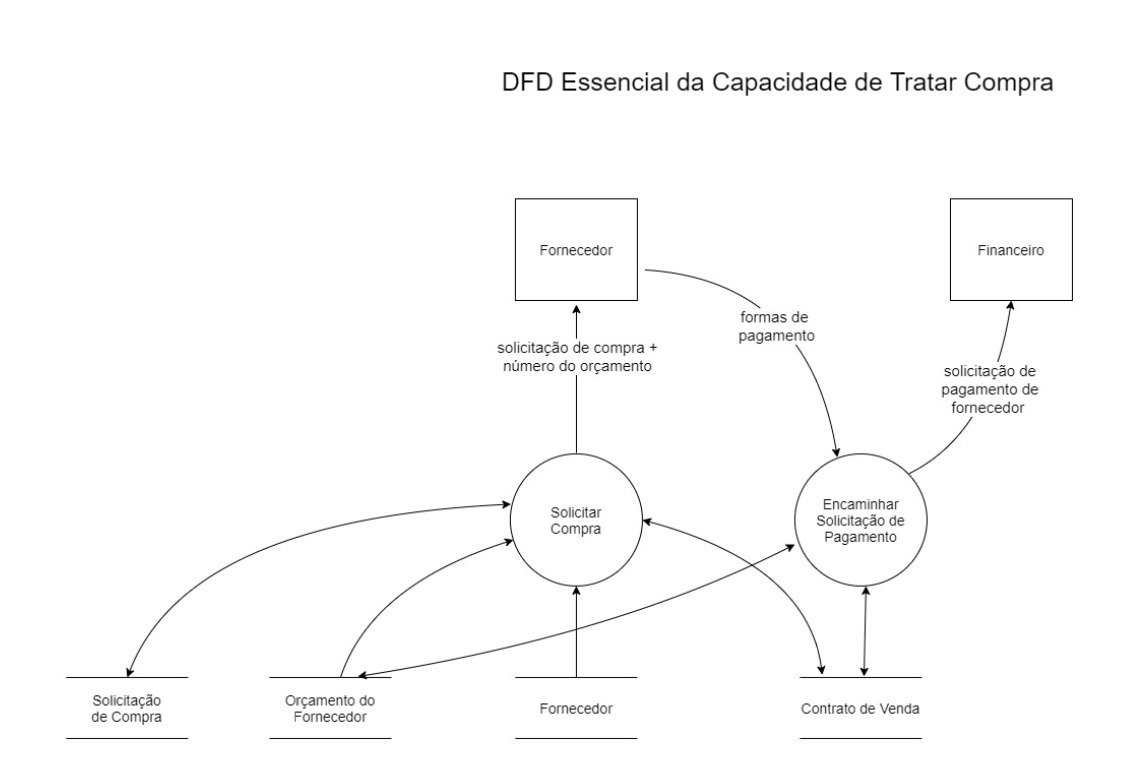 DFD Essencial da Capacidade de Tratar Compra
Fornecedor
Financeiro
formas de
pagamento
solicitação de compra +
número do orçamento
solicitação de
pagamento de
fornecedor
Solicitar
Compra
Encaminhar
Solicitação de
Pagamento
Solicitação
de Compra
Orçamento do
Fornecedor
Fornecedor
Contrato de Venda